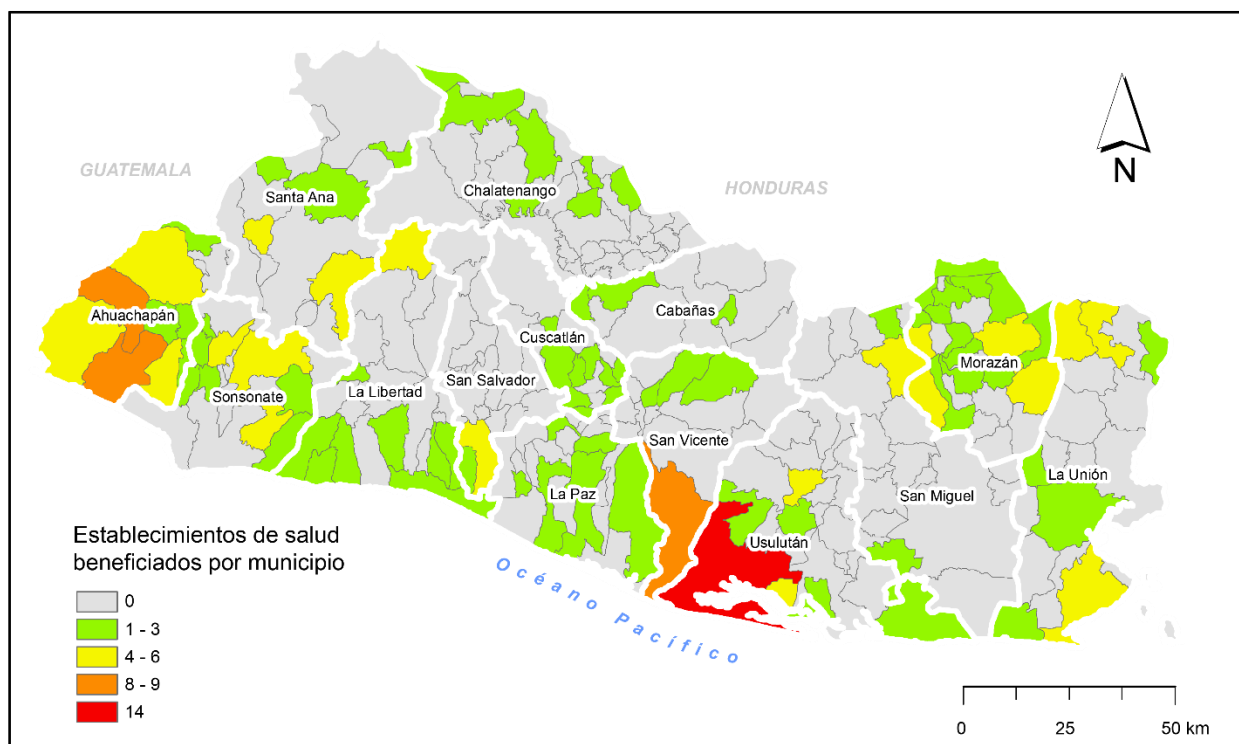 GUATEMALA
HONDURAS
N
Santa Ana
Chalatenango
Ahuachapán
Cabañas
Cuscatlán
Morazán
Sonsonate
La Libertad
San Salvador
San Vicente
La Unión
La Paz
San Miguel
Usulután
Océano Pacífico
Establecimientos de salud
beneficiados por municipio
0
1 - 3
4 - 6
8 - 9
14
0 25 50 km